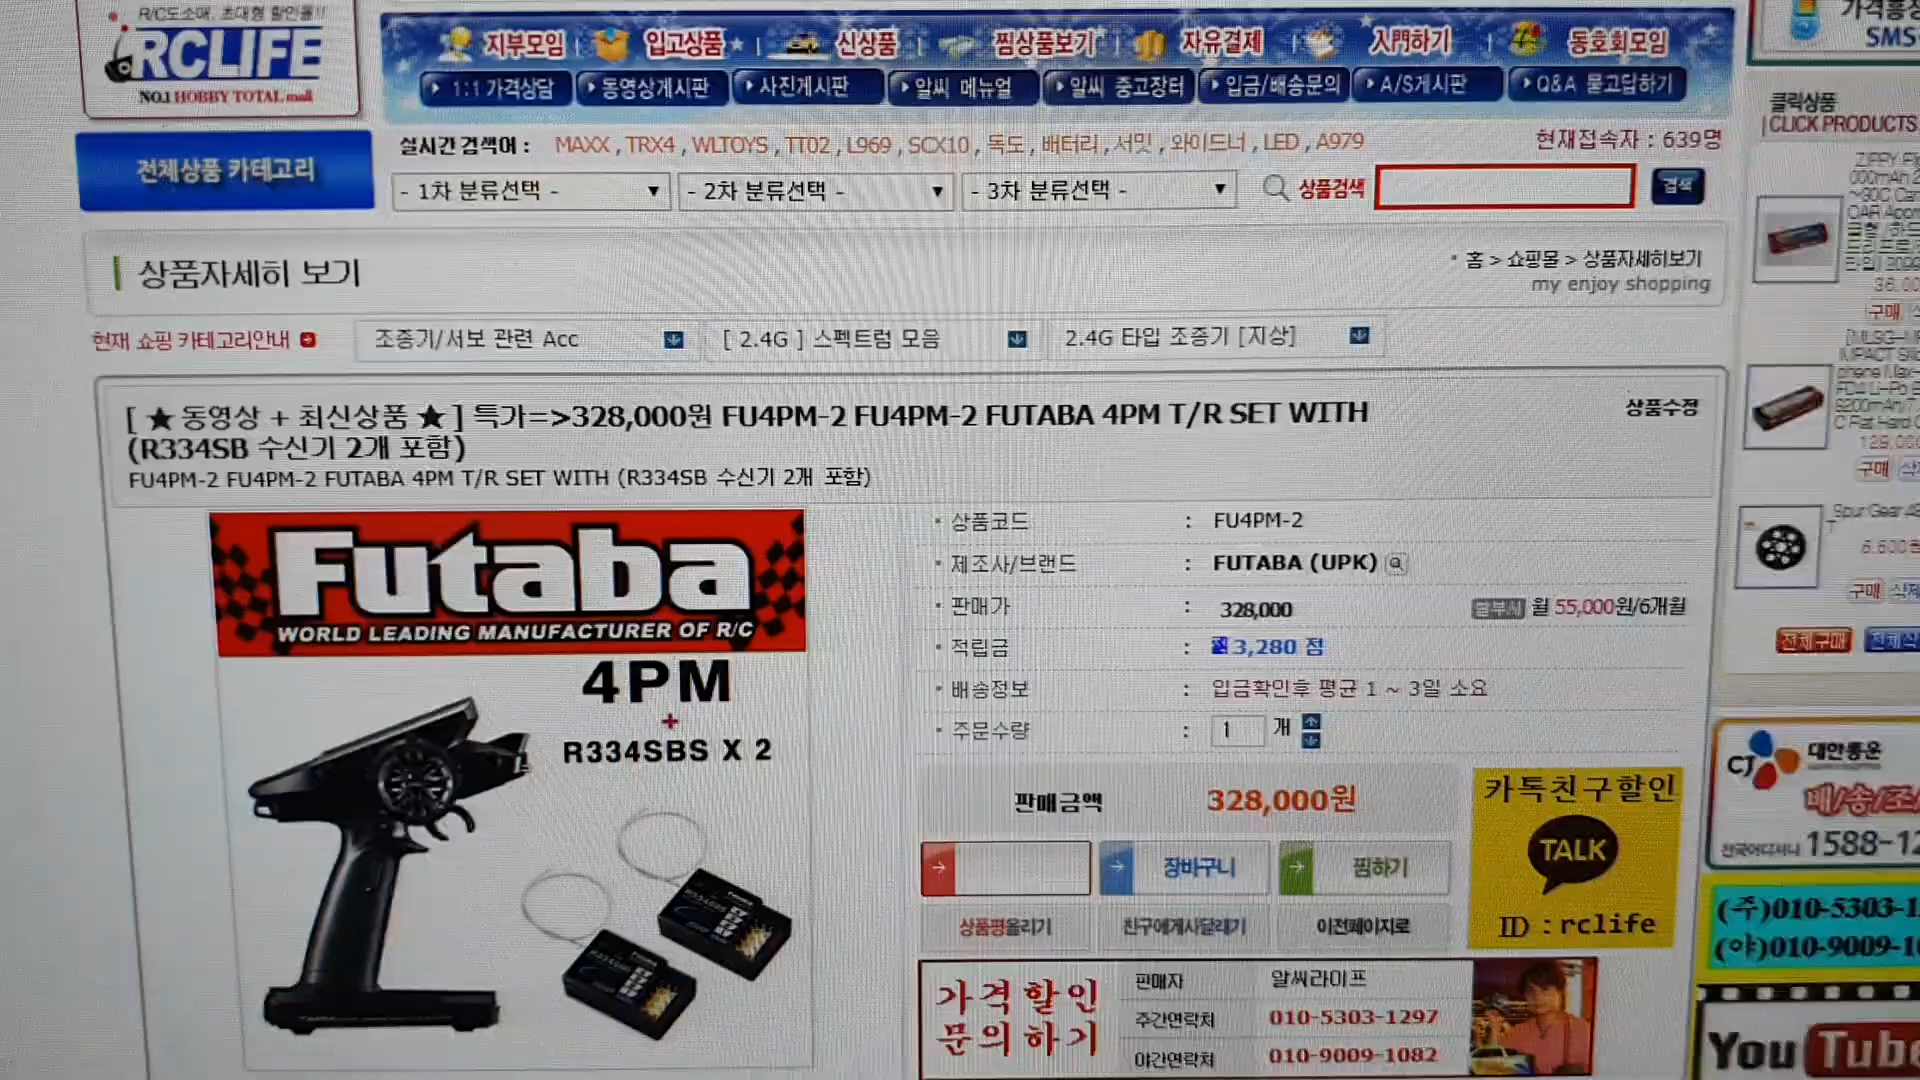 R/C도소매, 초대형 할인몰!!
RCLIFE
NO.1 HOBBY TOTAL mall
지부모임
입고상품
신상품
찜상품보기
자유결제
入門하기
동호회모임
1:1 가격상담
동영상게시판
사진게시판
알씨 메뉴얼
알씨 중고장터
입금/배송문의
A/S게시판
Q&A 묻고답하기
전체상품 카테고리
실시간 검색어 : MAXX , TRX4 , WLTOYS , TT02 , L969 , SCX10 , 독도 , 배터리 , 서밋 , 와이드너 , LED , A979
현재접속자 : 639명
- 1차 분류선택 -
- 2차 분류선택 -
- 3차 분류선택 -
상품검색
검색
상품자세히 보기
홈 > 쇼핑몰 > 상품자세히보기
my enjoy shopping
현재 쇼핑 카테고리안내
조종기/서보 관련 Acc
[ 2.4G ] 스펙트럼 모음
2.4G 타입 조종기 [지상]
[ ★ 동영상 + 최신상품 ★ ] 특가=>328,000원 FU4PM-2 FU4PM-2 FUTABA 4PM T/R SET WITH
(R334SB 수신기 2개 포함)
상품수정
FU4PM-2 FU4PM-2 FUTABA 4PM T/R SET WITH (R334SB 수신기 2개 포함)
Futaba
WORLD LEADING MANUFACTURER OF R/C
4PM
+
R334SBS X 2
상품코드 : FU4PM-2
제조사/브랜드 : FUTABA (UPK)
판매가 : 328,000
할부시 월 55,000원/6개월
적립금 : 3,280 점
배송정보 : 입금확인후 평균 1 ~ 3일 소요
주문수량 : 1 개
판매금액 328,000원
장바구니
찜하기
상품평올리기
친구에게사달래기
이전페이지로
카톡친구할인
TALK
ID : rclife
가격할인
문의하기
판매자 알씨라이프
주간연락처 010-5303-1297
야간연락처 010-9009-1082
SMS
클릭상품
CLICK PRODUCTS
구매
구매
Spur Gear
구매
전체구매
CJ 대한통운
1588-12
(주)010-5303-1
(야)010-9009-1
YouTube